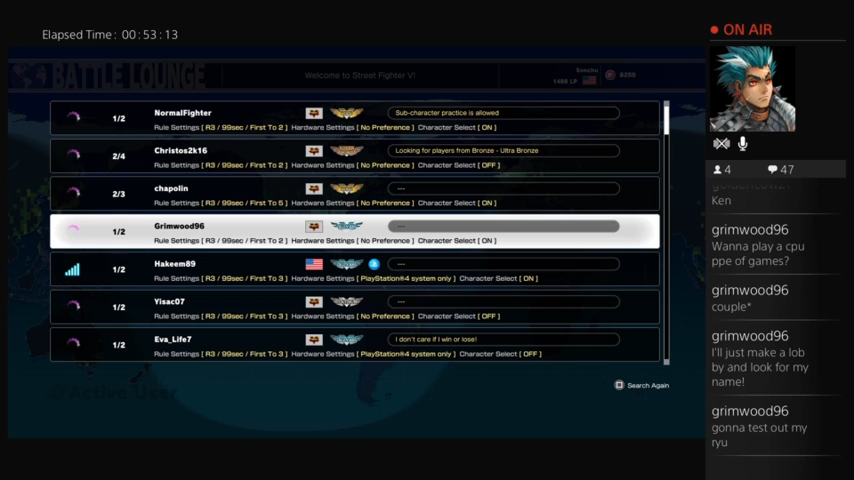 Elapsed Time: 00:53:13
ON AIR
BATTLE LOUNGE
Welcome to Street Fighter V!
Sonchu
1488 LP
8258
4
47
NormalFighter
Sub-character practice is allowed
1/2
Rule Settings [ R3 / 99sec / First To 2 ] Hardware Settings [ No Preference ] Character Select [ ON ]
Christos2k16
Looking for players from Bronze - Ultra Bronze
2/4
Rule Settings [ R3 / 99sec / First To 2 ] Hardware Settings [ No Preference ] Character Select [ OFF ]
chapolin
---
2/3
Rule Settings [ R3 / 99sec / First To 5 ] Hardware Settings [ No Preference ] Character Select [ ON ]
Grimwood96
---
1/2
Rule Settings [ R3 / 99sec / First To 2 ] Hardware Settings [ No Preference ] Character Select [ ON ]
Hakeem89
---
1/2
Rule Settings [ R3 / 99sec / First To 3 ] Hardware Settings [ PlayStation®4 system only ] Character Select [ ON ]
Yisac07
---
1/2
Rule Settings [ R3 / 99sec / First To 3 ] Hardware Settings [ No Preference ] Character Select [ OFF ]
Eva_Life7
I don't care if I win or lose!
1/2
Rule Settings [ R3 / 99sec / First To 3 ] Hardware Settings [ PlayStation®4 system only ] Character Select [ OFF ]
Search Again
Active User
Ken
grimwood96
Wanna play a cpu
ppe of games?
grimwood96
couple*
grimwood96
I'll just make a lob
by and look for my
name!
grimwood96
gonna test out my
ryu